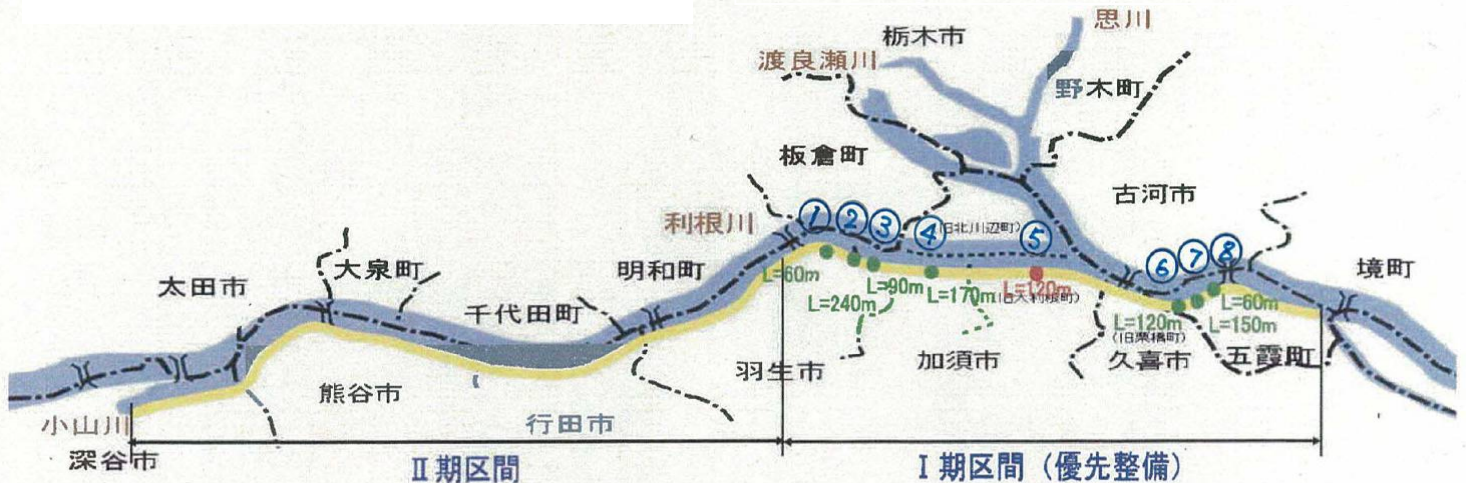 思川
栃木市
渡良瀬川
野木町
板倉町
古河市
利根川
① ② ③ ④ (旧北川辺町) ⑤
⑥ ⑦ ⑧
境町
明和町
大泉町
太田市
千代田町
L=60m
L=240m
L=90m
L=170m
L=120m
(旧大利根町)
L=120m
L=60m
L=150m
(旧栗橋町)
羽生市
加須市
久喜市
五霞町
熊谷市
行田市
小山川
深谷市
Ⅱ期区間
Ⅰ期区間（優先整備）